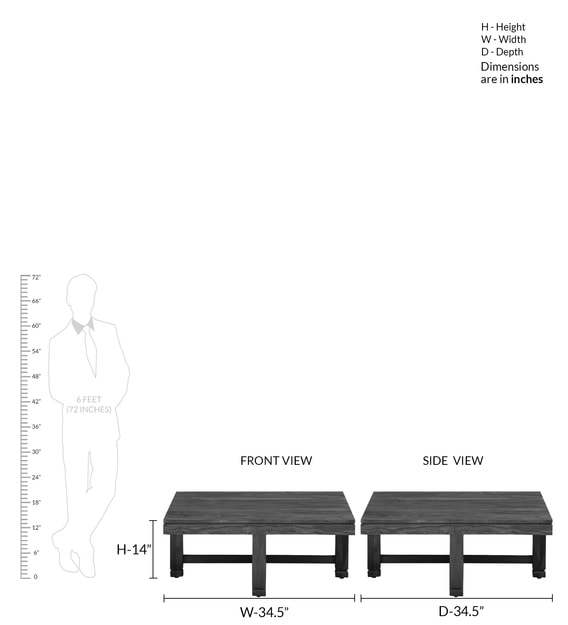 H - Height
W - Width
D - Depth
Dimensions
are in inches
72"
66"
60"
54"
48"
42"
36"
30"
24"
18"
12"
6"
0
6 FEET
(72 INCHES)
FRONT VIEW
SIDE VIEW
H-14”
W-34.5”
D-34.5”